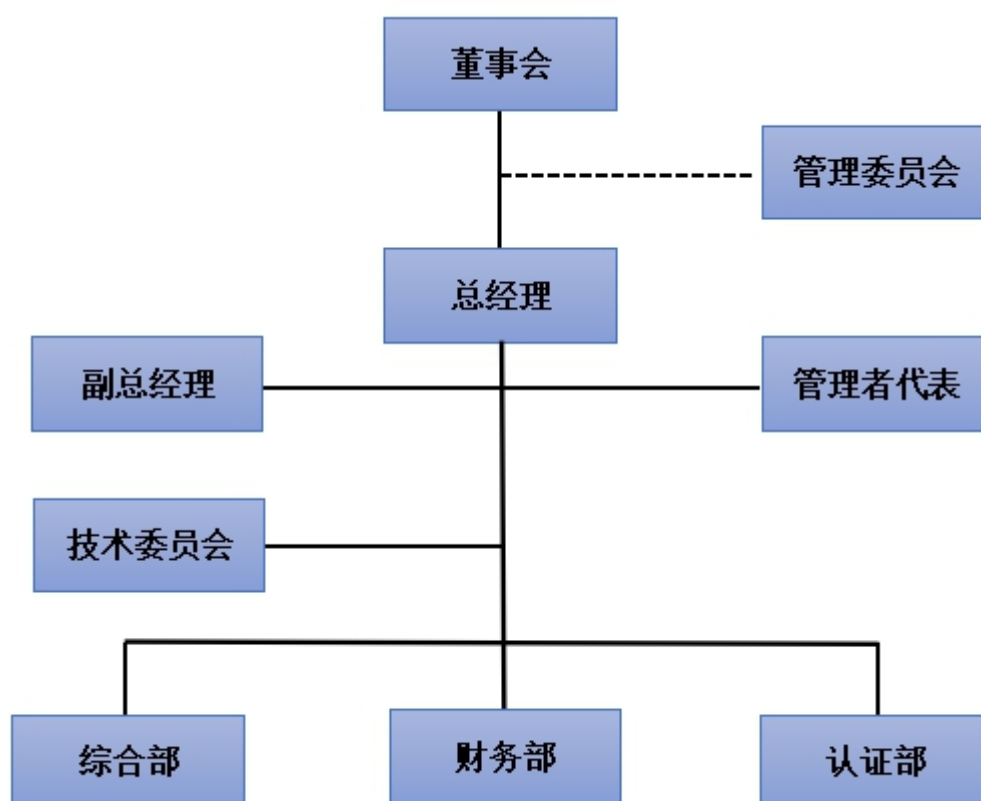 董事会
管理委员会
总经理
副总经理
管理者代表
技术委员会
综合部
财务部
认证部